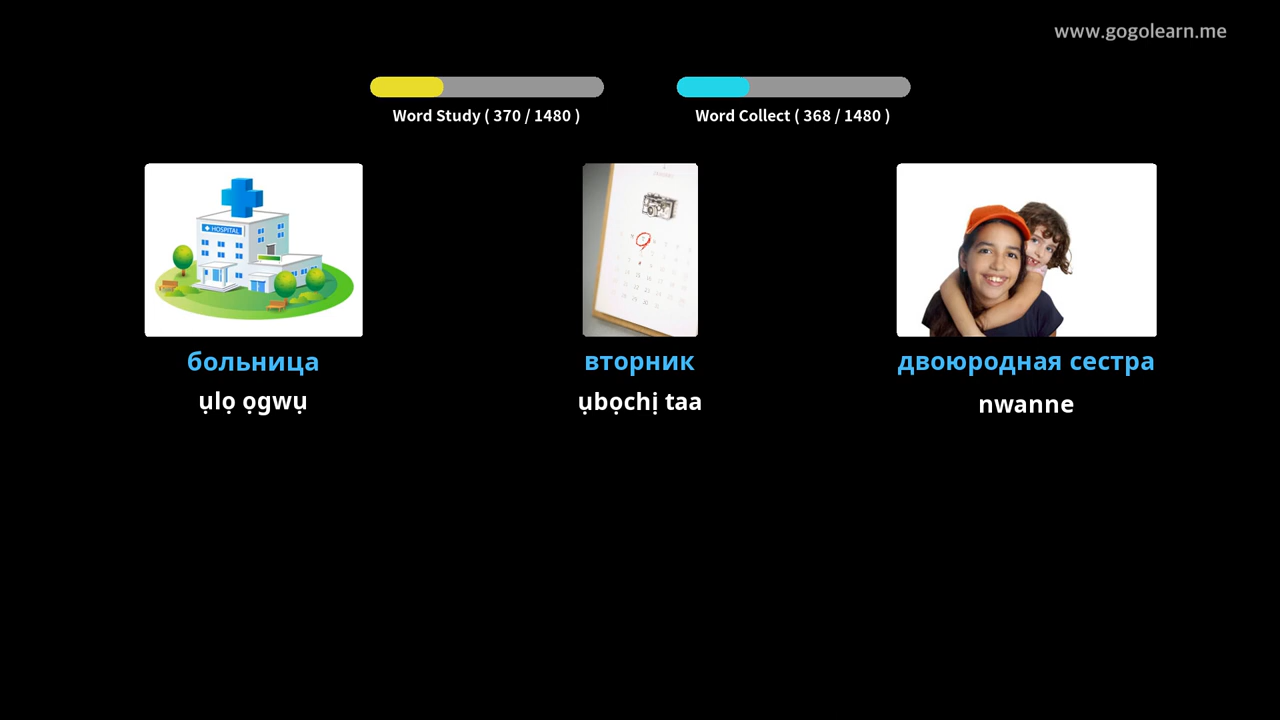 www.gogolearn.me
Word Study ( 370 / 1480 )
Word Collect ( 368 / 1480 )
HOSPITAL
больница
вторник
двоюродная сестра
ụlọ ọgwụ
ụbọchị taa
nwanne